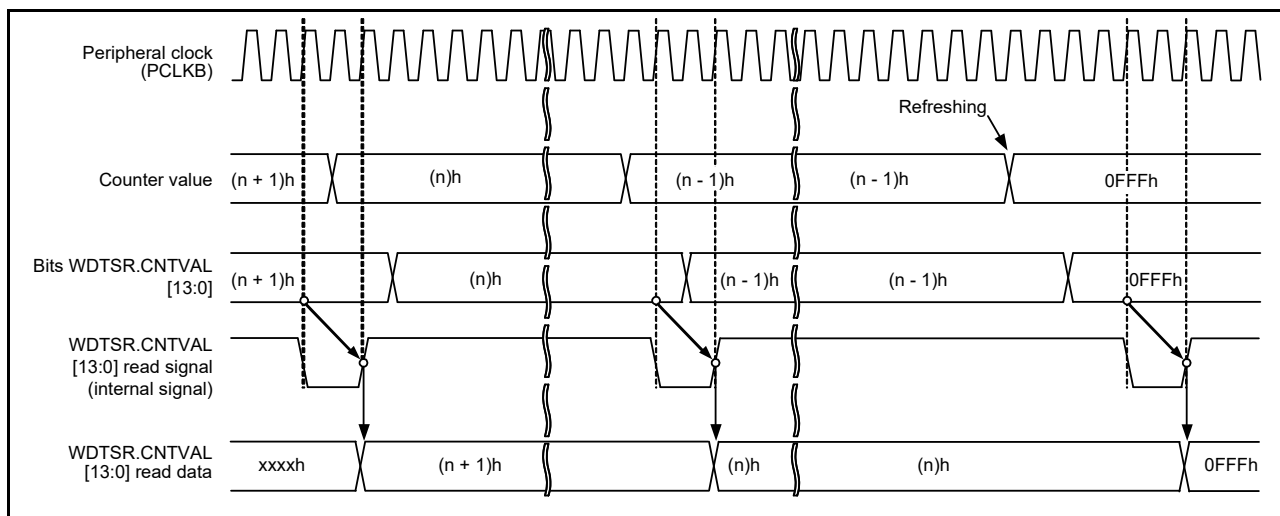 Peripheral clock
(PCLKB)
Refreshing
Counter value
(n + 1)h
(n)h
(n - 1)h
(n - 1)h
0FFFh
Bits WDTSR.CNTVAL
[13:0]
(n + 1)h
(n)h
(n - 1)h
(n - 1)h
0FFFh
WDTSR.CNTVAL
[13:0] read signal
(internal signal)
WDTSR.CNTVAL
[13:0] read data
xxxxh
(n + 1)h
(n)h
(n)h
0FFFh